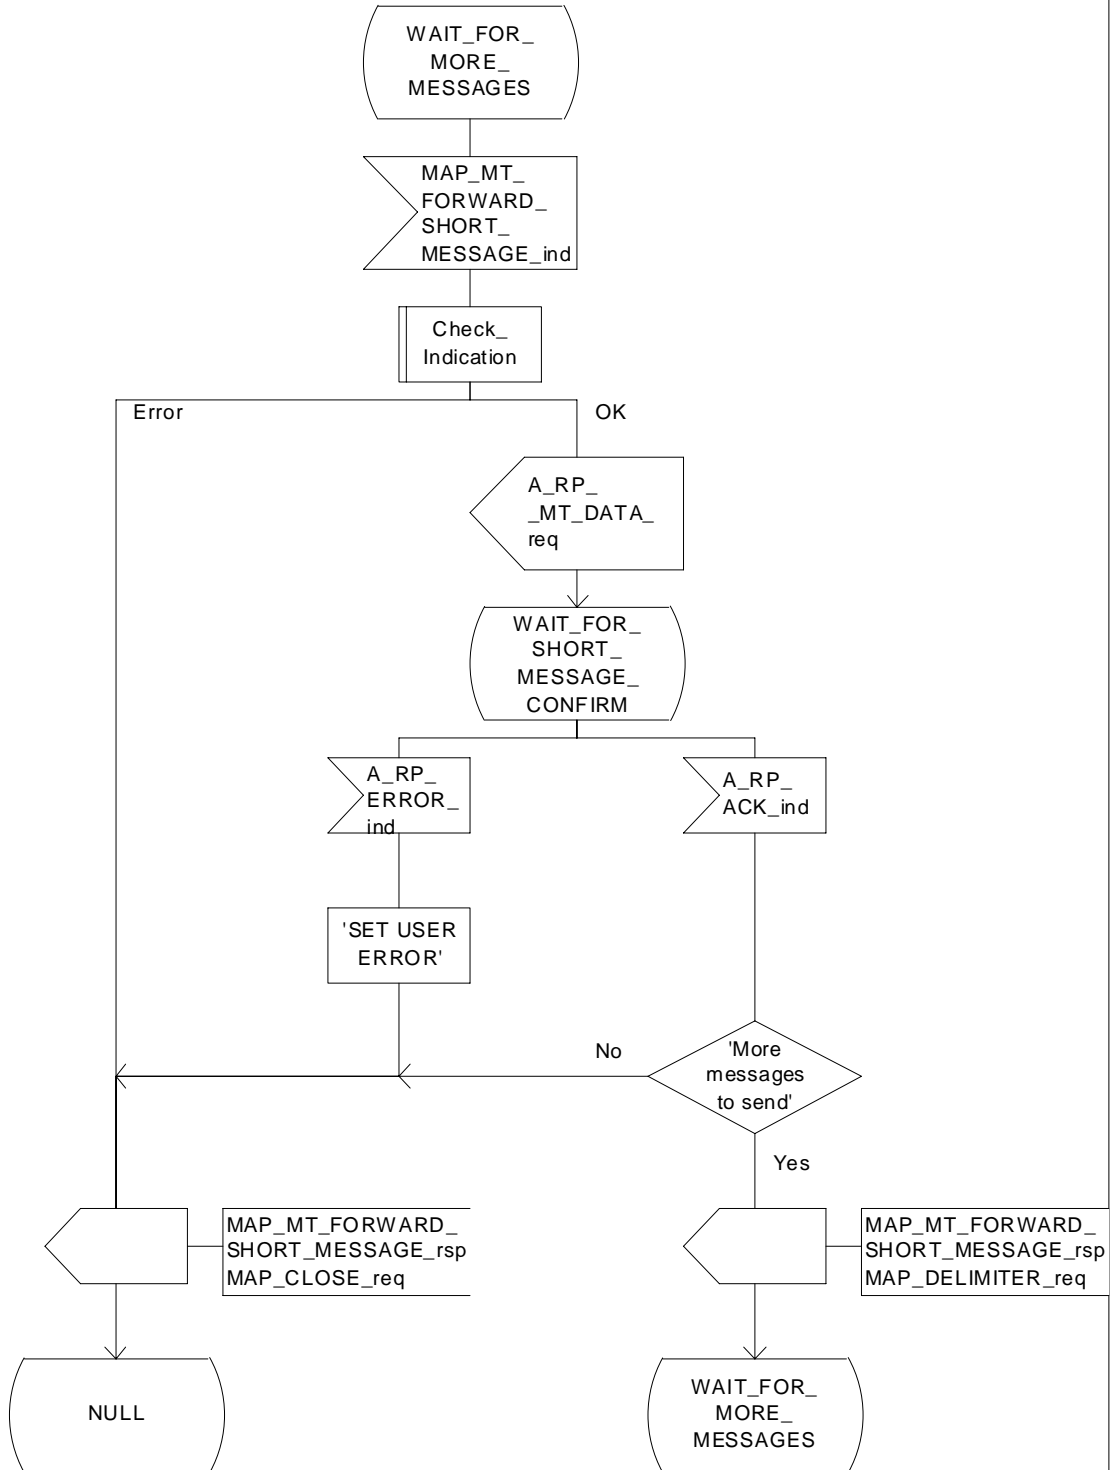 WAIT_FOR_
MORE_
MESSAGES
MAP_MT_
FORWARD_
SHORT_
MESSAGE_ind
Check_
Indication
Error
OK
A_RP_
_MT_DATA_
req
WAIT_FOR_
SHORT_
MESSAGE_
CONFIRM
A_RP_
ERROR_
ind
A_RP_
ACK_ind
'SET USER
ERROR'
No
'More
messages
to send'
Yes
MAP_MT_FORWARD_
SHORT_MESSAGE_rsp
MAP_CLOSE_req
MAP_MT_FORWARD_
SHORT_MESSAGE_rsp
MAP_DELIMITER_req
NULL
WAIT_FOR_
MORE_
MESSAGES